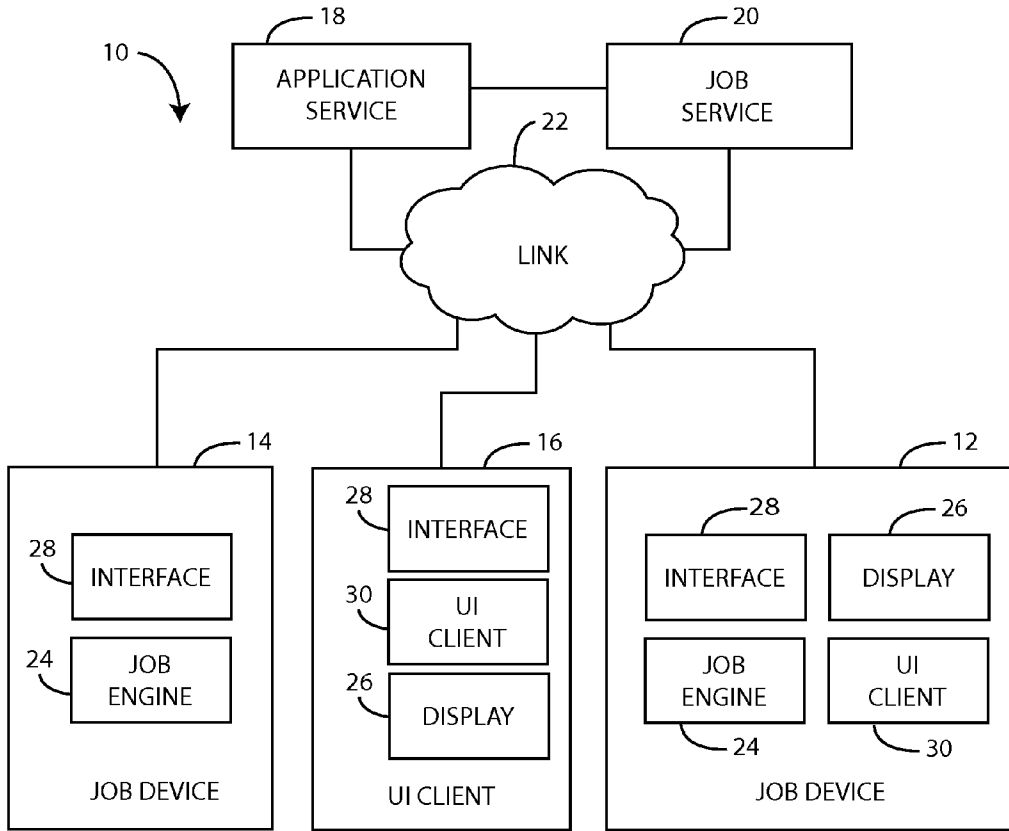 18
20
10
APPLICATION
SERVICE
JOB
SERVICE
22
LINK
14
16
12
28
INTERFACE
24
JOB
ENGINE
JOB DEVICE
28
INTERFACE
30
UI
CLIENT
26
DISPLAY
UI CLIENT
28
26
INTERFACE
DISPLAY
JOB
ENGINE
UI
CLIENT
24
30
JOB DEVICE